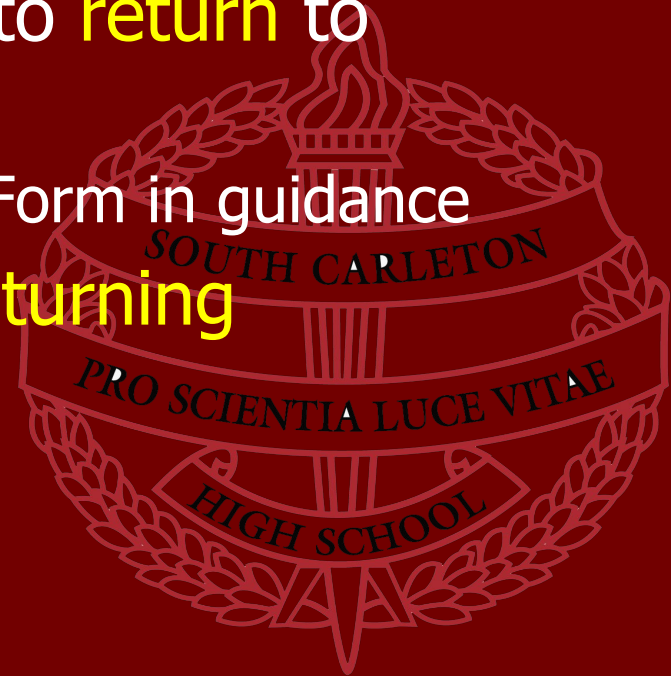 to return to
Form in guidance
SOUTH CARLETON
turning
PRO SCIENTIA LUCE VITAE
HIGH SCHOOL